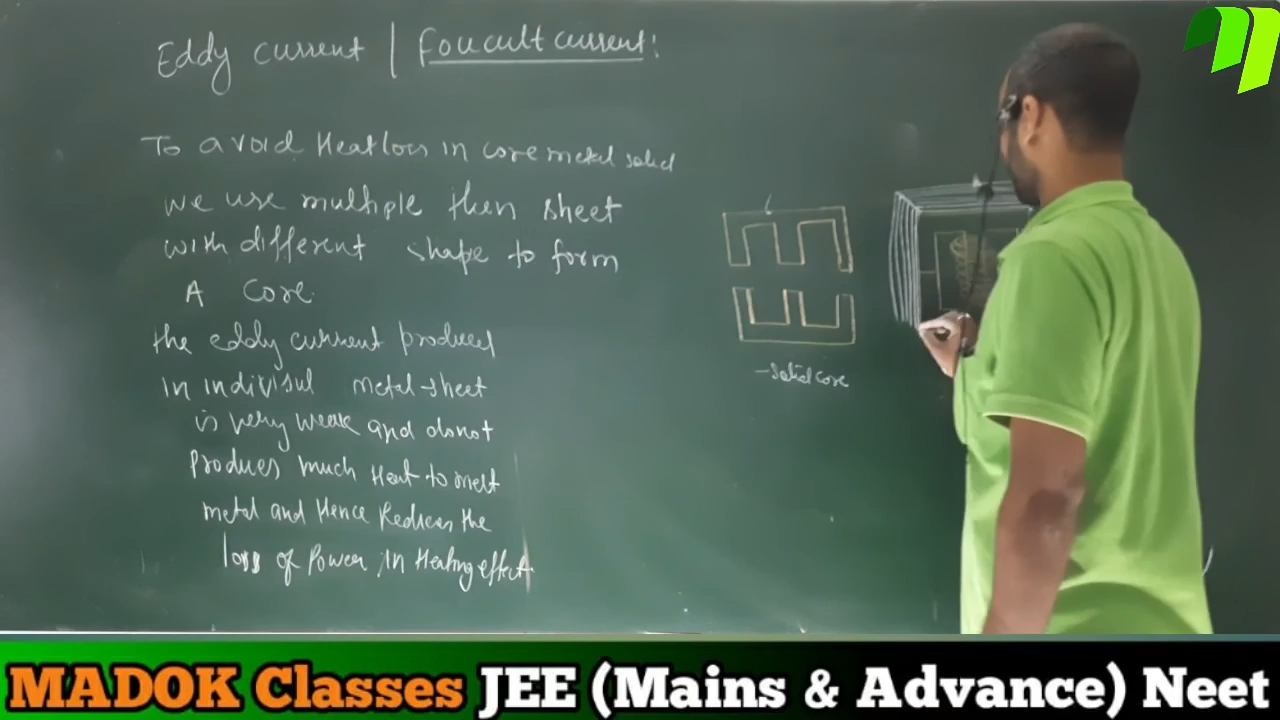 Eddy current | Foucult current:
To avoid Heat loss in core metal solid
we use multiple then sheet
with different shape to form
A Core.
the eddy current produced
in indivisul metal sheet
is very weak and donot
Produces much Heat to melt
metal and Hence Reduces the
loss of Power in Heating effect.
- Solid core
MADOK Classes JEE (Mains & Advance) Neet